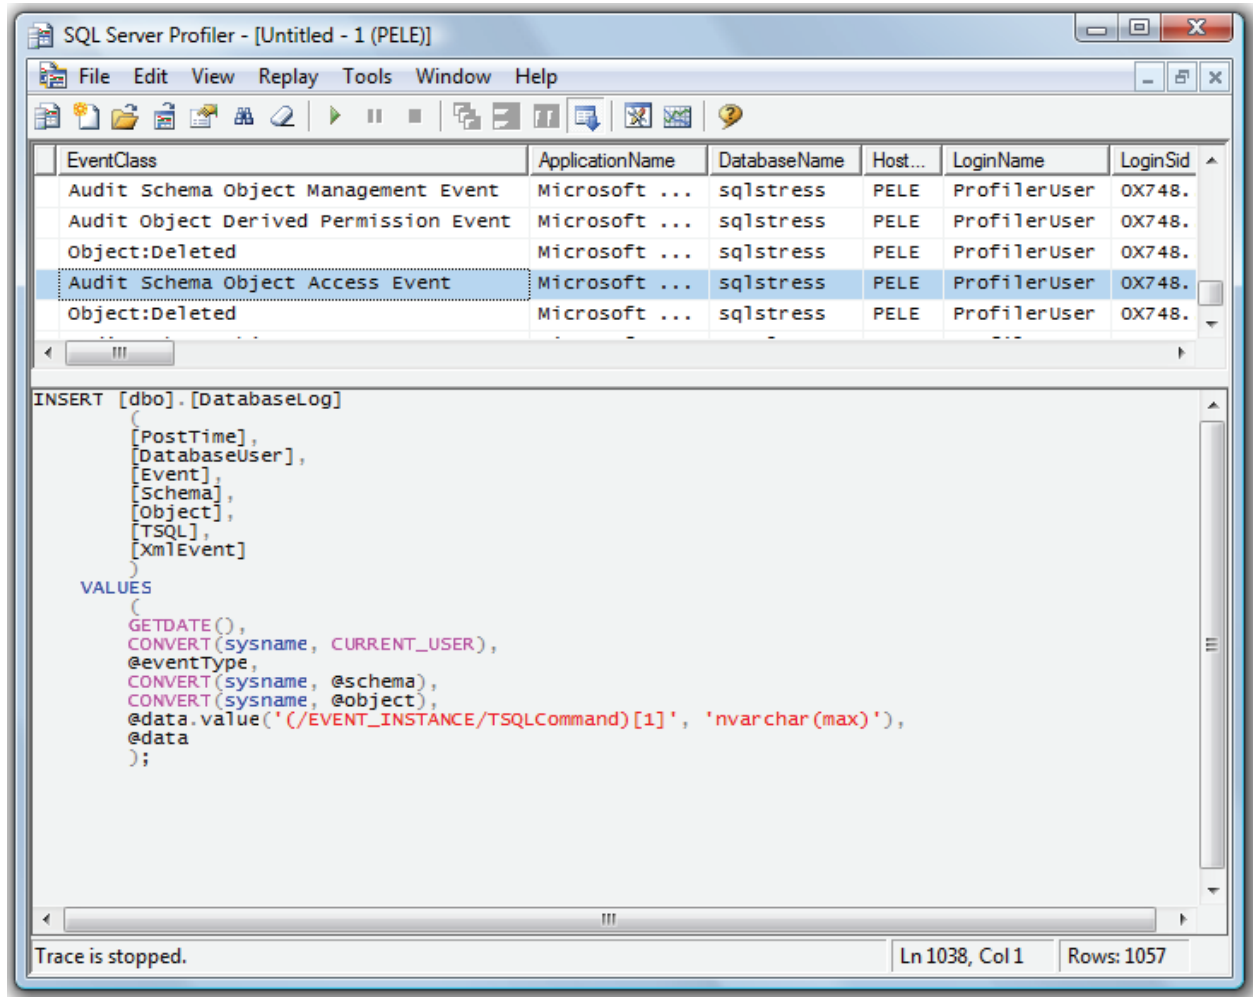 SQL Server Profiler - [Untitled - 1 (PELE)]
File Edit View Replay Tools Window Help
EventClass ApplicationName DatabaseName Host... LoginName LoginSid
Audit Schema Object Management Event Microsoft ... sqlstress PELE ProfilerUser 0X748.
Audit Object Derived Permission Event Microsoft ... sqlstress PELE ProfilerUser 0X748.
Object:Deleted Microsoft ... sqlstress PELE ProfilerUser 0X748.
Audit Schema Object Access Event Microsoft ... sqlstress PELE ProfilerUser 0X748.
Object:Deleted Microsoft ... sqlstress PELE ProfilerUser 0X748.
INSERT [dbo].[DatabaseLog]
(
[PostTime],
[DatabaseUser],
[Event],
[Schema],
[Object],
[TSQL],
[XmlEvent]
)
VALUES
(
GETDATE(),
CONVERT(sysname, CURRENT_USER),
@eventType,
CONVERT(sysname, @schema),
CONVERT(sysname, @object),
@data.value('(/EVENT_INSTANCE/TSQLCommand)[1]', 'nvarchar(max)'),
@data
);
Trace is stopped. Ln 1038, Col 1 Rows: 1057